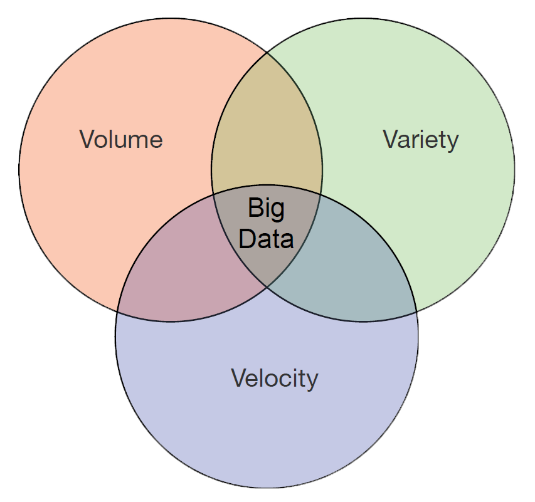 Volume
Variety
Big
Data
Velocity